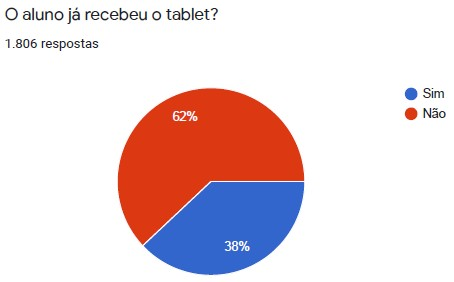 O aluno já recebeu o tablet?
1.806 respostas
Sim
Não
62%
38%